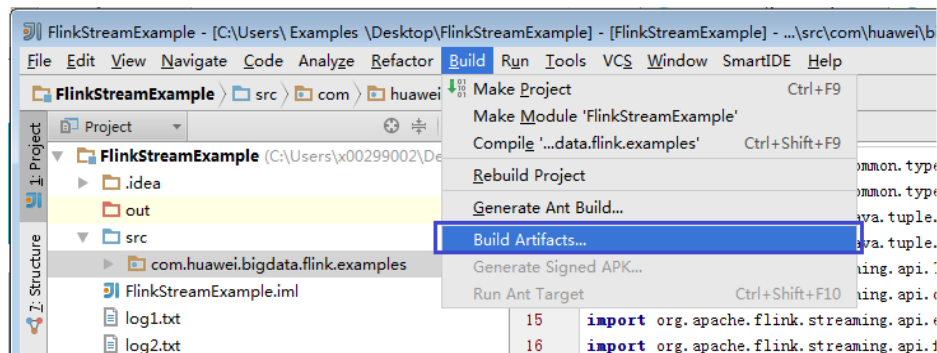 FlinkStreamExample - [C:\Users\ Examples \Desktop\FlinkStreamExample] - [FlinkStreamExample] - ...\src\com\huawei\b
File Edit View Navigate Code Analyze Refactor Build Run Tools VCS Window SmartIDE Help
FlinkStreamExample src com huawei
Make Project Ctrl+F9
Make Module 'FlinkStreamExample'
Compile '...data.flink.examples' Ctrl+Shift+F9
Rebuild Project
Generate Ant Build...
Build Artifacts...
Generate Signed APK...
Run Ant Target Ctrl+Shift+F10
1: Project
7: Structure
Project
FlinkStreamExample (C:\Users\x00299002\De
.idea
out
src
com.huawei.bigdata.flink.examples
FlinkStreamExample.iml
log1.txt
log2.txt
ommon.type
ommon.type
ava.tuple.
ava.tuple.
ing.api.
ing.api.
15 import org.apache.flink.streaming.api.
16 import org.apache.flink.streaming.api.